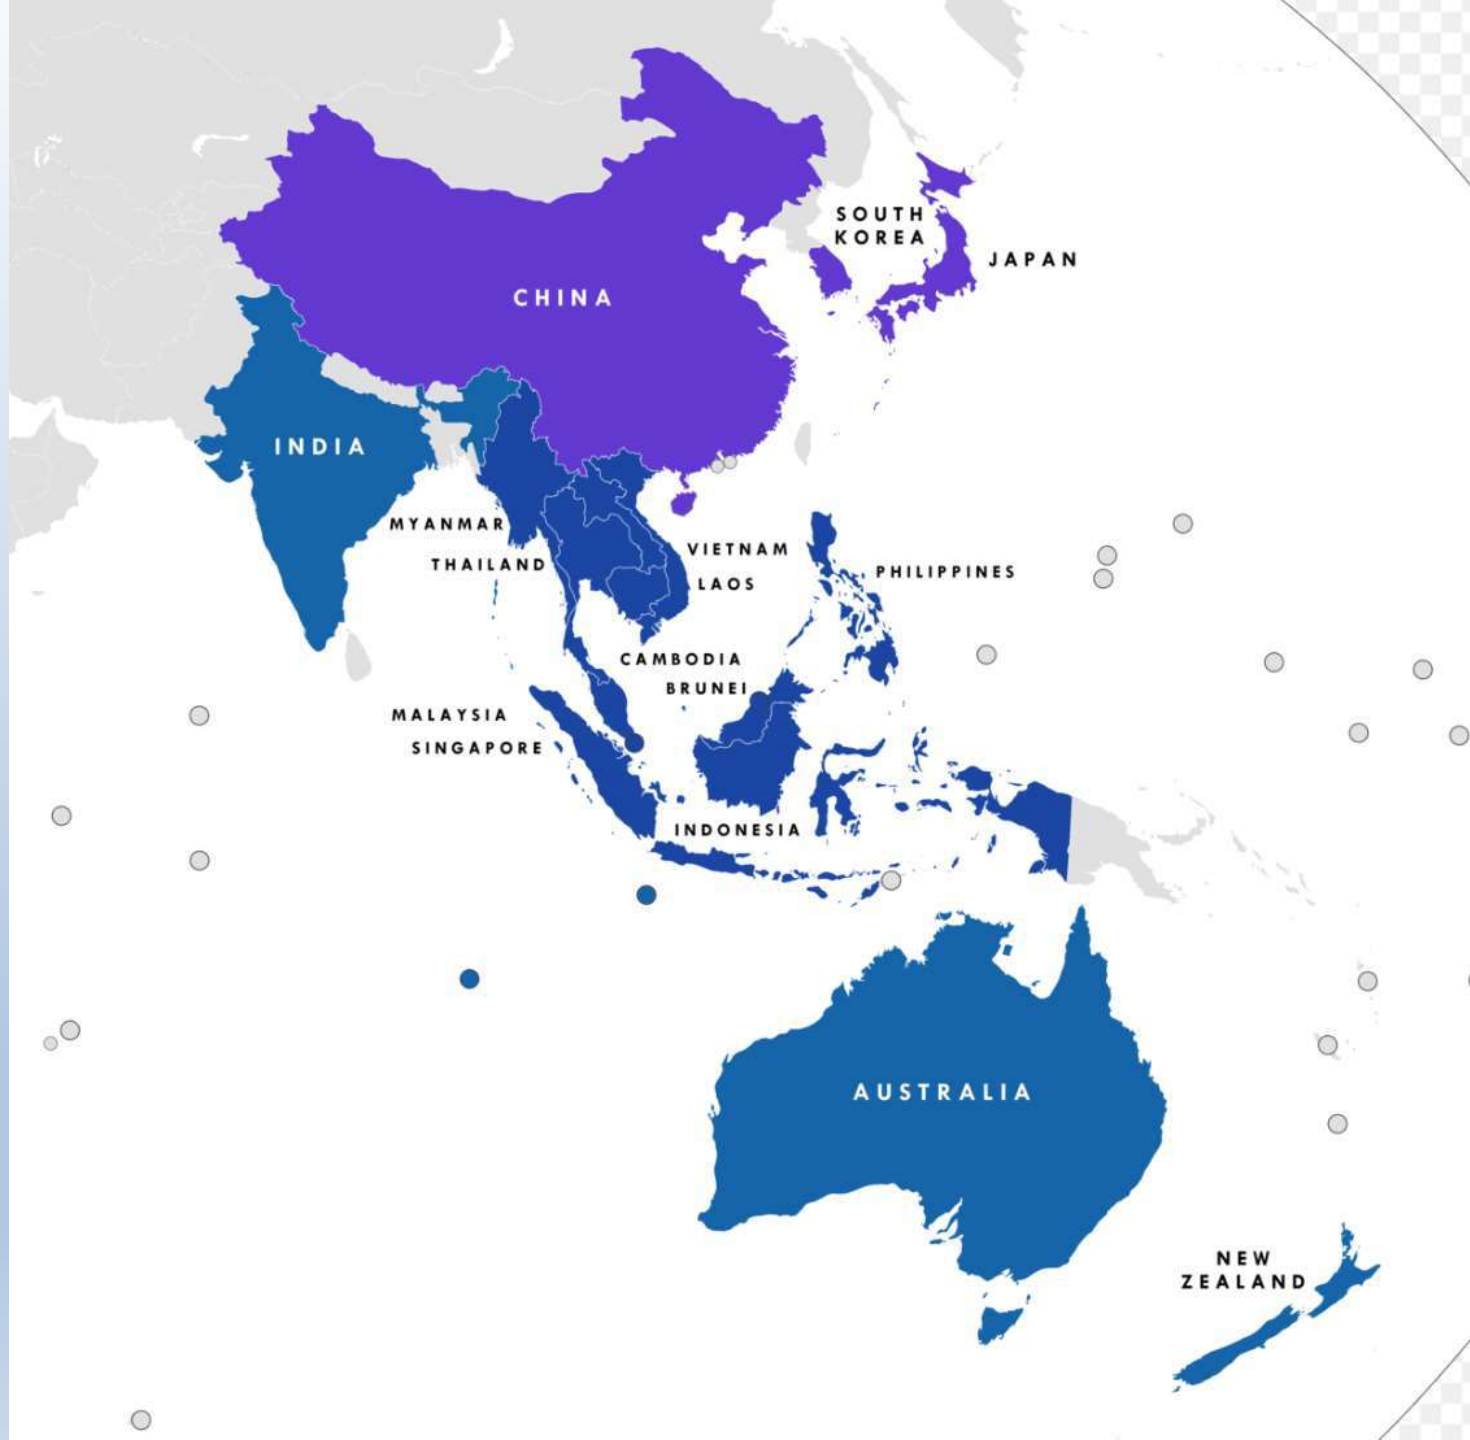 SOUTH
KOREA
JAPAN
CHINA
INDIA
MYANMAR
VIETNAM
THAILAND
PHILIPPINES
LAOS
CAMBODIA
BRUNEI
MALAYSIA
SINGAPORE
INDONESIA
AUSTRALIA
NEW
ZEALAND